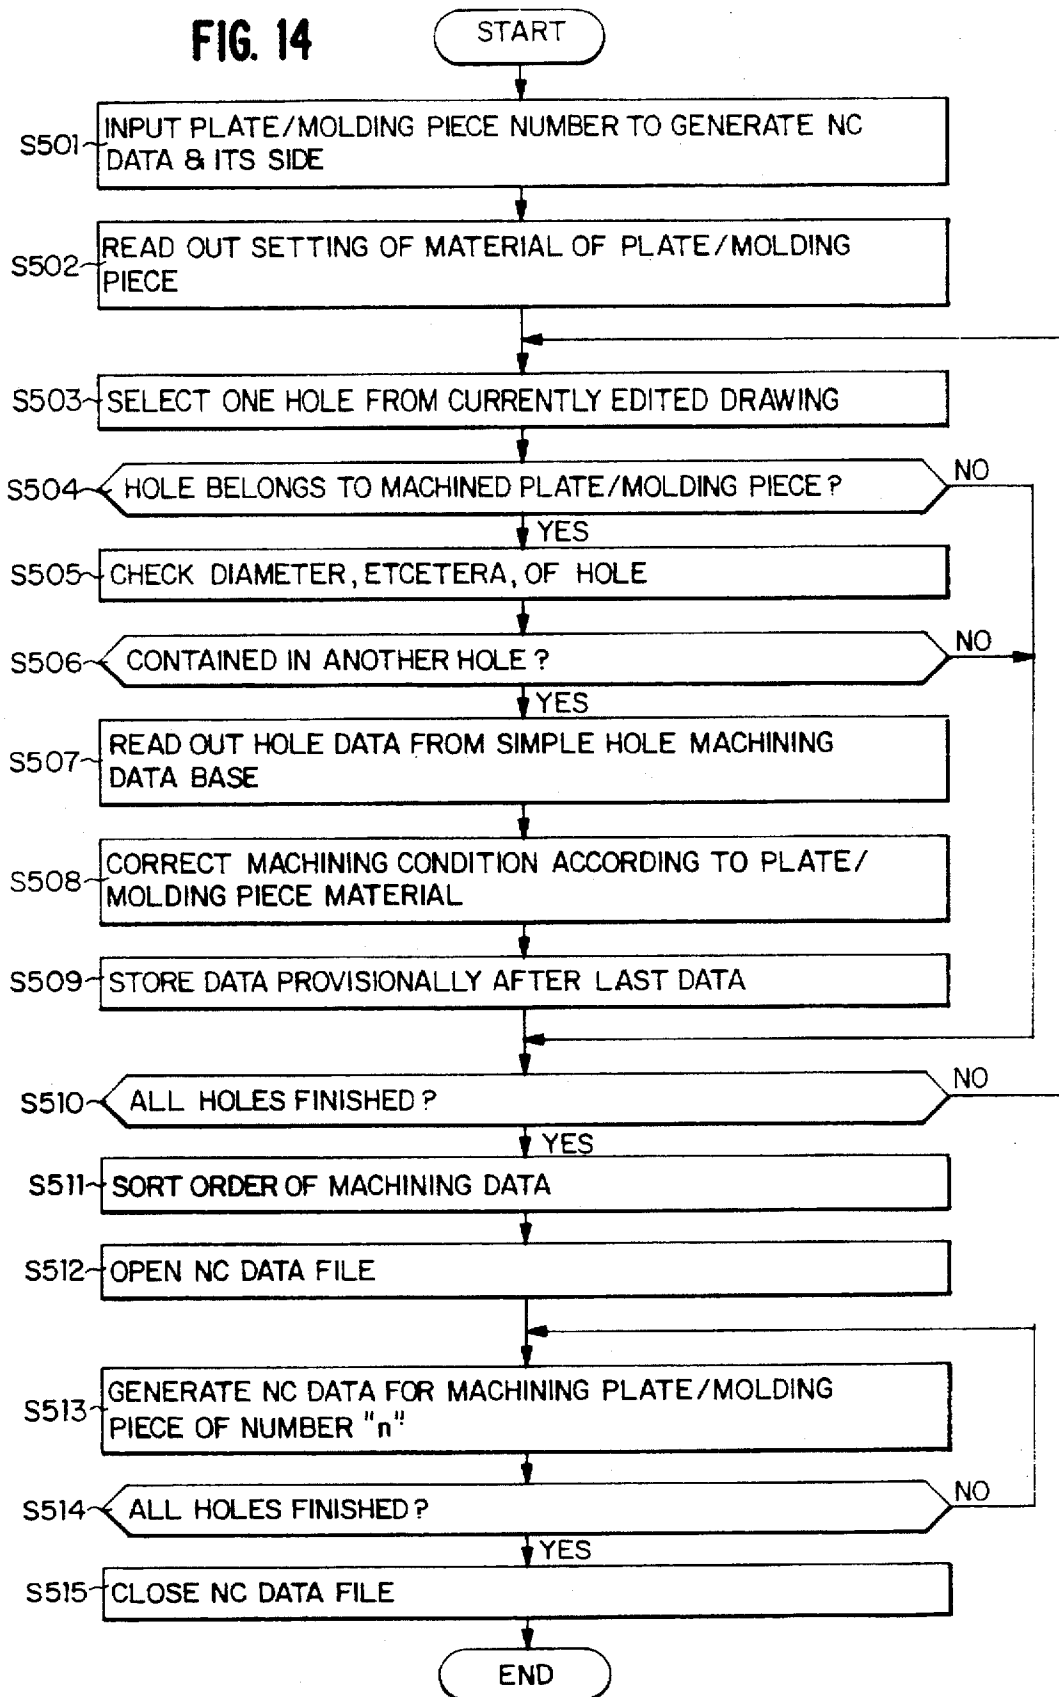 FIG. 14
START
S501
INPUT PLATE/MOLDING PIECE NUMBER TO GENERATE NC
DATA & ITS SIDE
S502
READ OUT SETTING OF MATERIAL OF PLATE/MOLDING
PIECE
S503
SELECT ONE HOLE FROM CURRENTLY EDITED DRAWING
S504
HOLE BELONGS TO MACHINED PLATE/MOLDING PIECE?
NO
YES
S505
CHECK DIAMETER, ETCETERA, OF HOLE
S506
CONTAINED IN ANOTHER HOLE?
NO
YES
S507
READ OUT HOLE DATA FROM SIMPLE HOLE MACHINING
DATA BASE
S508
CORRECT MACHINING CONDITION ACCORDING TO PLATE/
MOLDING PIECE MATERIAL
S509
STORE DATA PROVISIONALLY AFTER LAST DATA
S510
ALL HOLES FINISHED?
NO
YES
S511
SORT ORDER OF MACHINING DATA
S512
OPEN NC DATA FILE
S513
GENERATE NC DATA FOR MACHINING PLATE/MOLDING
PIECE OF NUMBER "n"
S514
ALL HOLES FINISHED?
NO
YES
S515
CLOSE NC DATA FILE
END